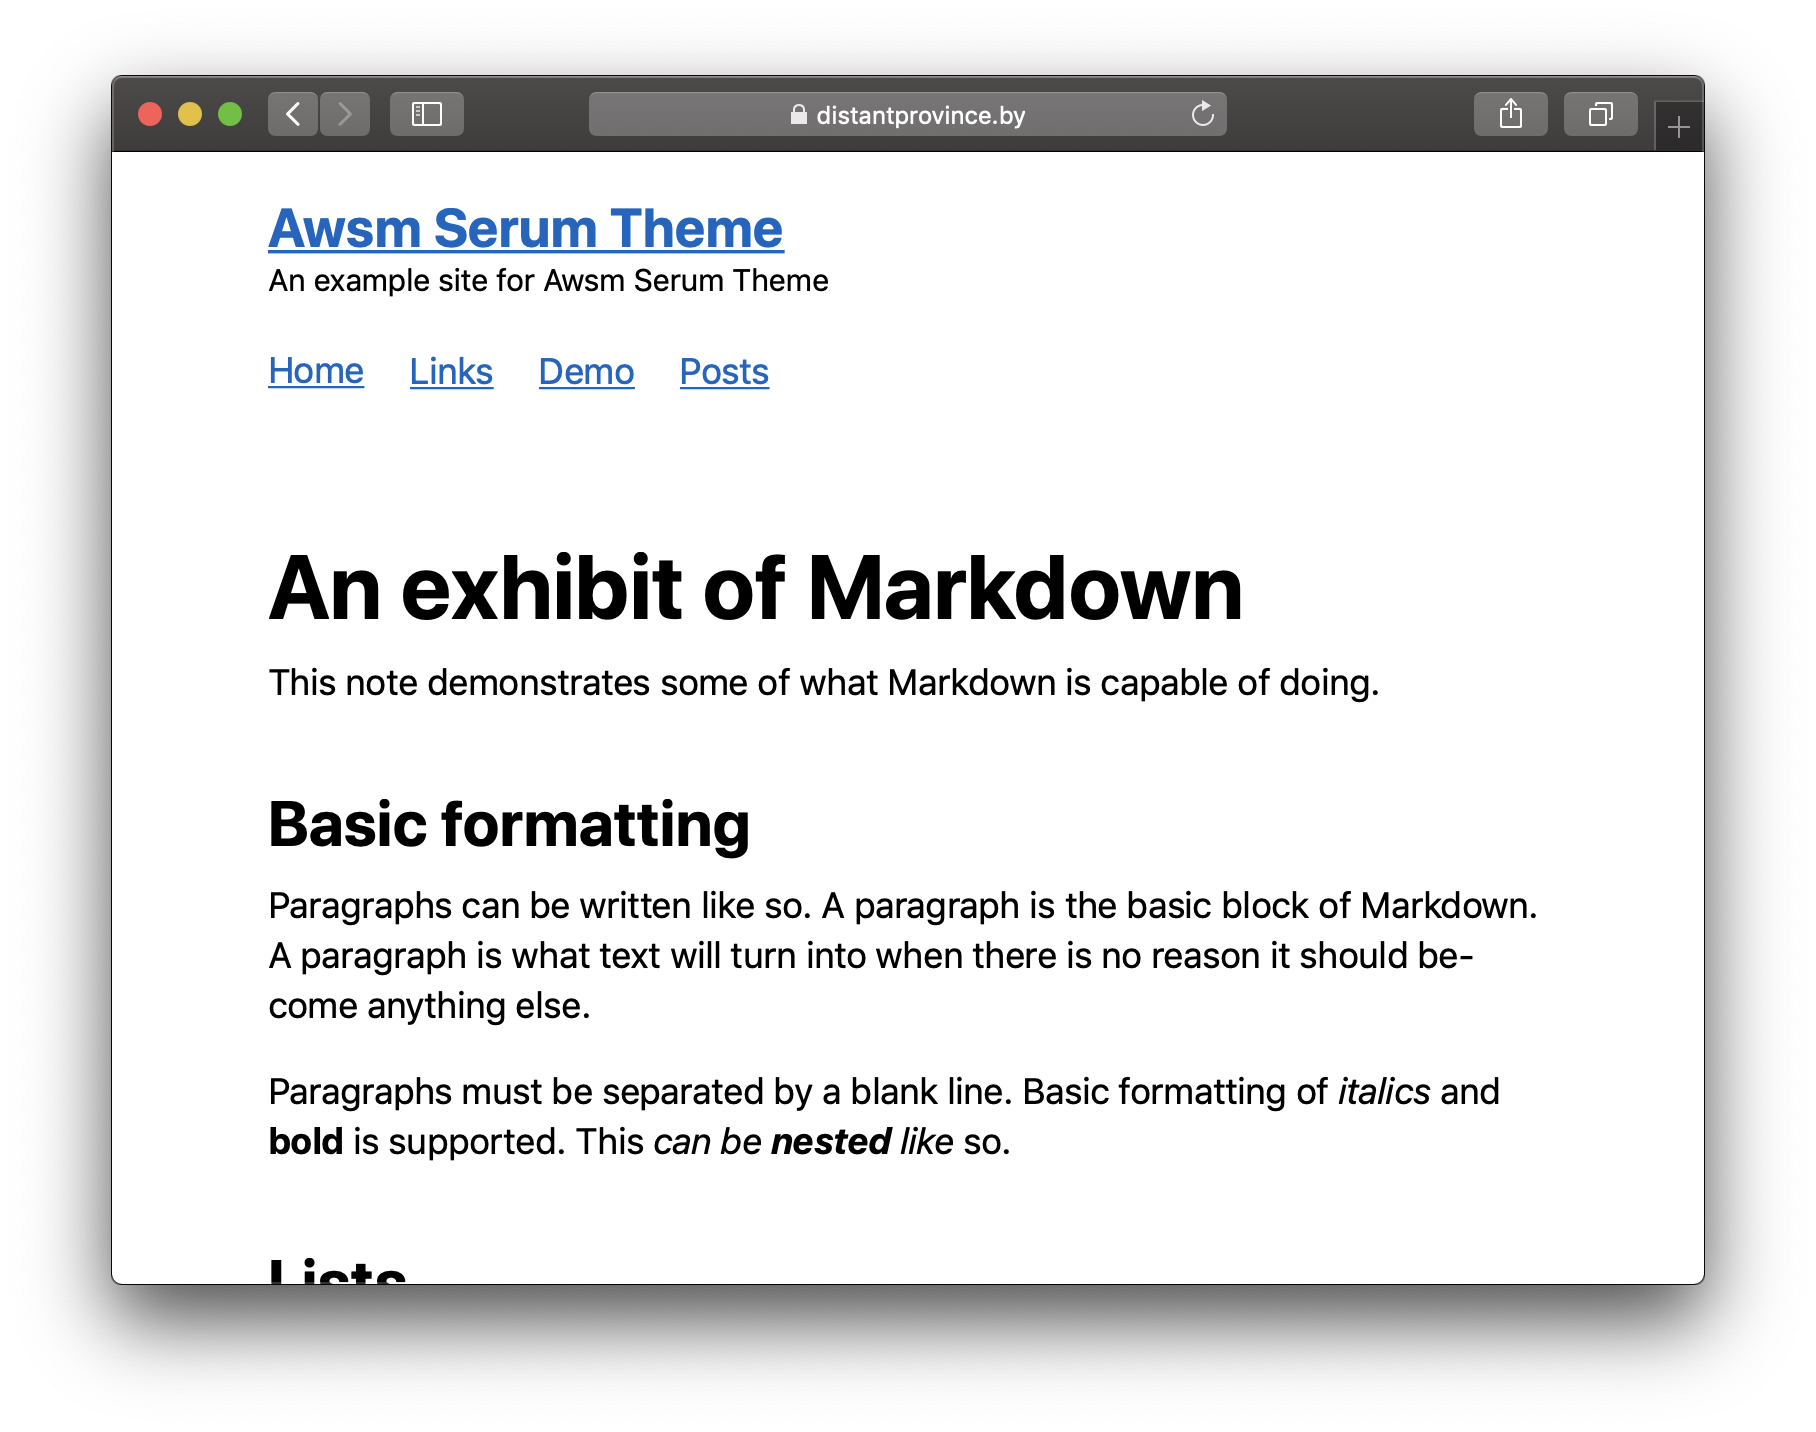 distantprovince.by
Awsm Serum Theme
An example site for Awsm Serum Theme
Home Links Demo Posts
An exhibit of Markdown
This note demonstrates some of what Markdown is capable of doing.
Basic formatting
Paragraphs can be written like so. A paragraph is the basic block of Markdown.
A paragraph is what text will turn into when there is no reason it should be-
come anything else.
Paragraphs must be separated by a blank line. Basic formatting of italics and
bold is supported. This can be nested like so.
Lists